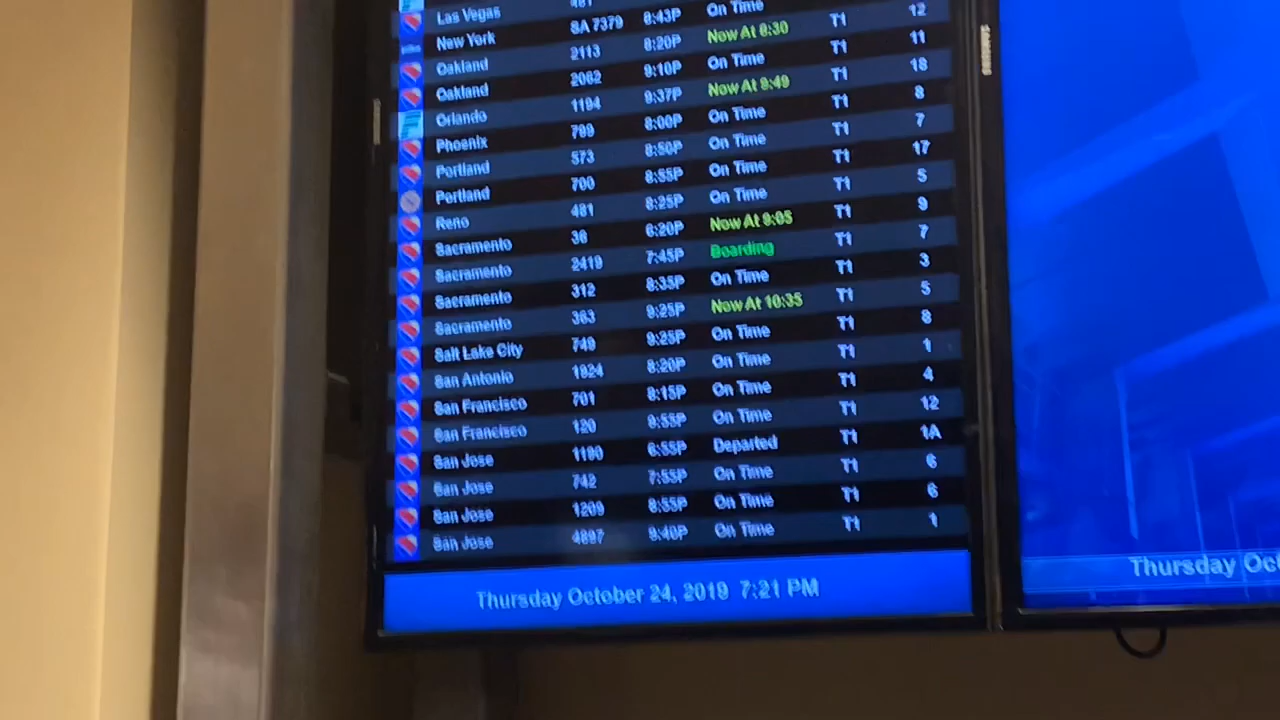 Las Vegas
New York 8A 7379 8:43P On Time
Oakland 2113 8:20P Now At 8:30 T1 12
Oakland 2062 9:10P On Time T1 11
Orlando 1194 9:37P Now At 9:49 T1 18
Phoenix 799 8:00P On Time T1 8
Portland 573 8:50P On Time T1 7
Portland 700 8:55P On Time T1 17
Reno 481 8:25P On Time T1 5
Sacramento 36 6:20P Now At 9:05 T1 9
Sacramento 2419 7:45P Boarding T1 7
Sacramento 312 8:35P On Time T1 3
Sacramento 363 9:25P Now At 10:35 T1 5
Salt Lake City 749 9:25P On Time T1 8
San Antonio 1924 8:20P On Time T1 1
San Francisco 701 8:15P On Time T1 4
San Francisco 120 9:55P On Time T1 12
San Jose 1190 6:55P Departed T1 1A
San Jose 742 7:55P On Time T1 6
San Jose 1209 8:55P On Time T1 6
San Jose 4897 9:40P On Time T1 1
Thursday October 24, 2019 7:21 PM
SAMSUNG
Thursday Oct